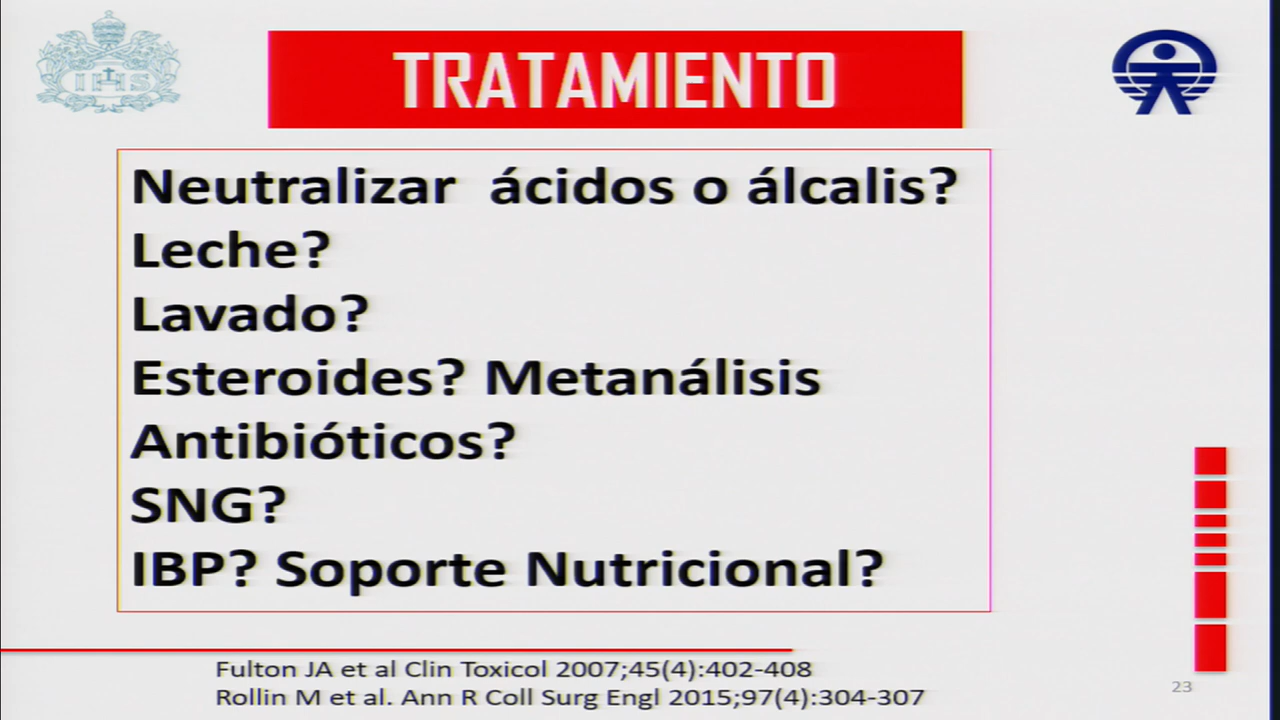 IHS
TRATAMIENTO
Neutralizar ácidos o álcalis?
Leche?
Lavado?
Esteroides? Metanálisis
Antibióticos?
SNG?
IBP? Soporte Nutricional?
Fulton JA et al Clin Toxicol 2007;45(4):402-408
Rollin M et al. Ann R Coll Surg Engl 2015;97(4):304-307
23